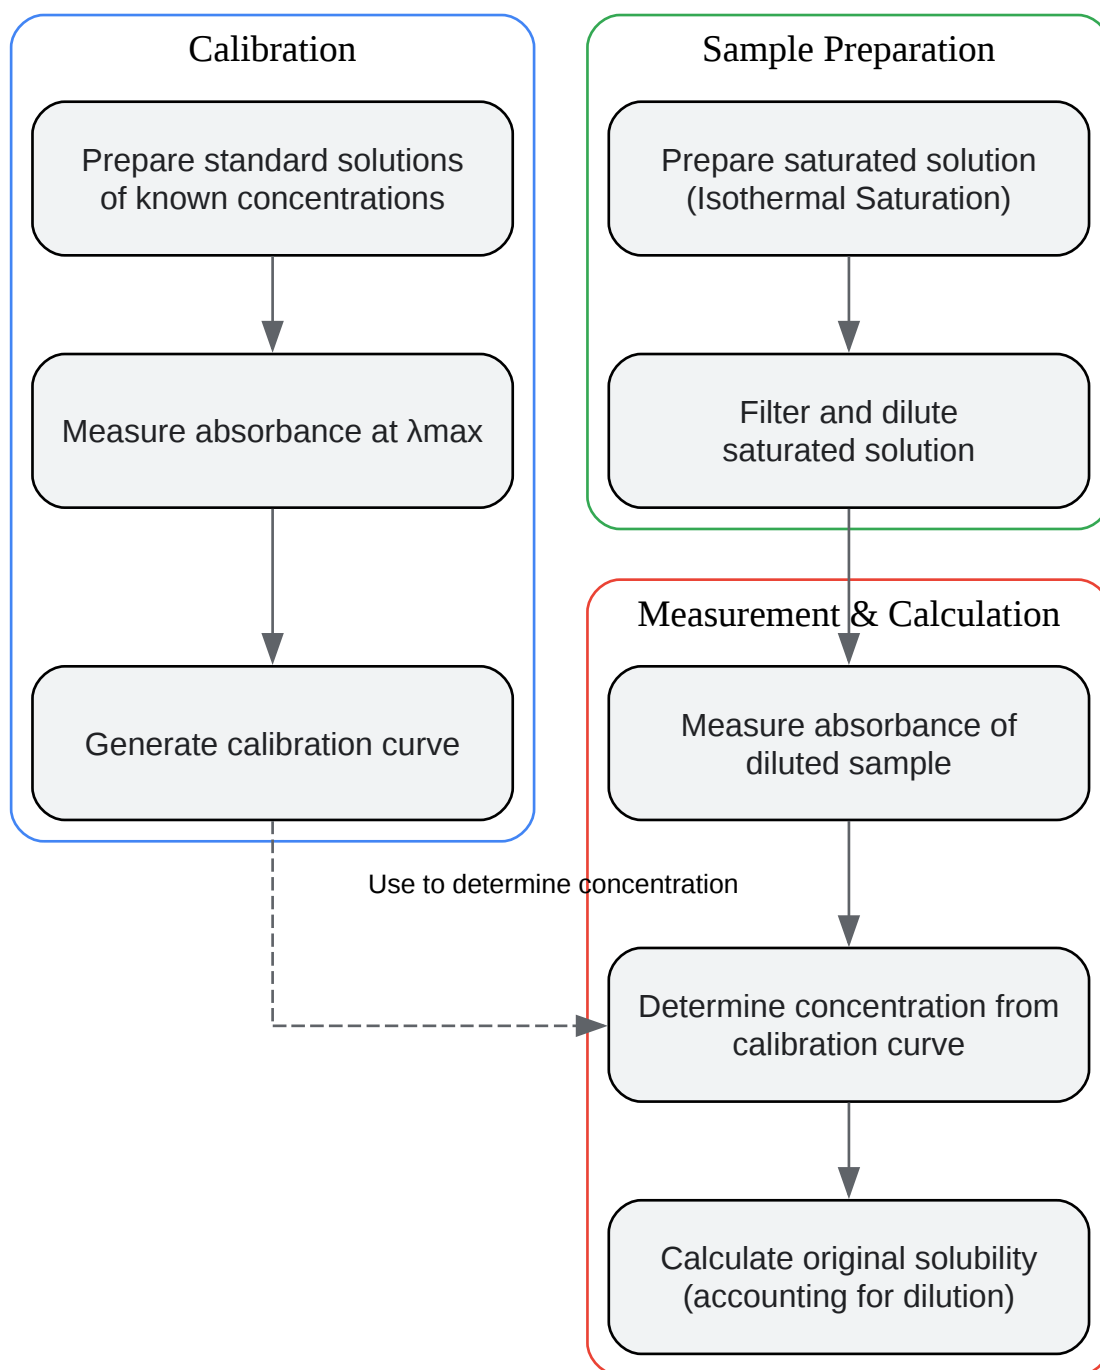 Calibration
Prepare standard solutions
of known concentrations
Measure absorbance at λmax
Generate calibration curve
Sample Preparation
Prepare saturated solution
(Isothermal Saturation)
Filter and dilute
saturated solution
Measurement & Calculation
Measure absorbance of
diluted sample
Use to determine concentration
Determine concentration from
calibration curve
Calculate original solubility
(accounting for dilution)